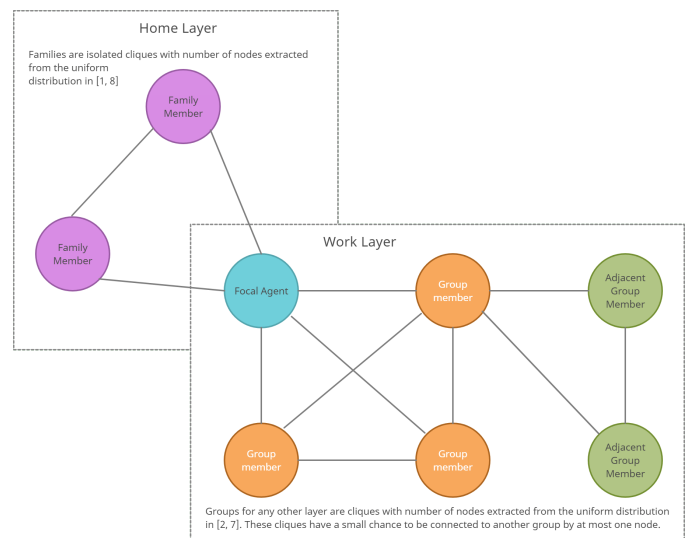 Home Layer
Families are isolated cliques with number of nodes extracted
from the uniform
distribution in [1, 8]
Family
Member
Family
Member
Work Layer
Focal Agent
Group
member
Adjacent
Group
Member
Group
member
Group
member
Adjacent
Group
Member
Groups for any other layer are cliques with number of nodes extracted from the uniform distribution
in [2, 7]. These cliques have a small chance to be connected to another group by at most one node.